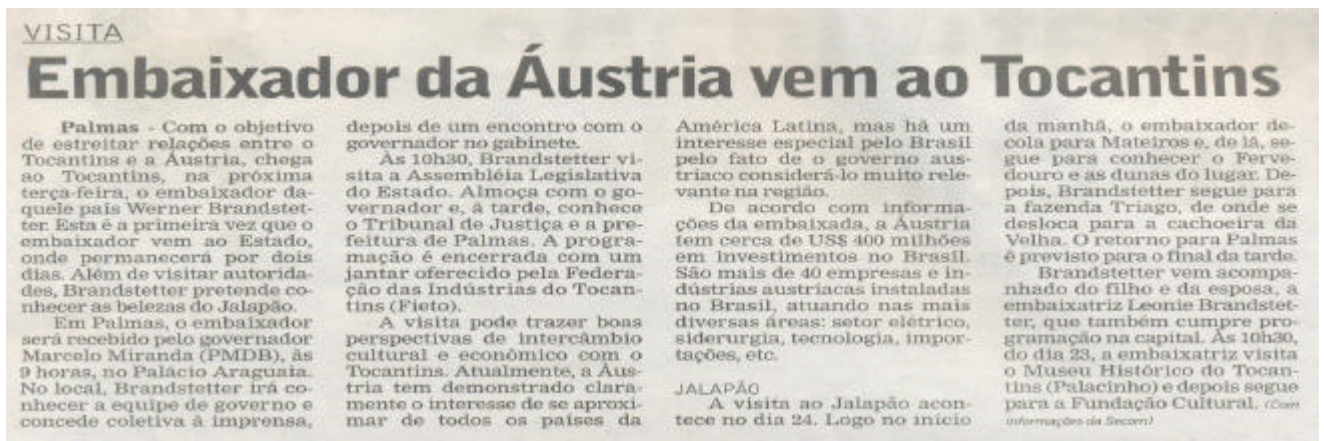 VISITA
Embaixador da Áustria vem ao Tocantins
Palmas - Com o objetivo
de estreitar relações entre o
Tocantins e a Áustria, chega
ao Tocantins, na próxima
terça-feira, o embaixador da-
quele país Werner Brandstet-
ter. Esta é a primeira vez que o
embaixador vem ao Estado,
onde permanecerá por dois
dias. Além de visitar autorida-
des, Brandstetter pretende co-
nhecer as belezas do Jalapão.
Em Palmas, o embaixador
será recebido pelo governador
Marcelo Miranda (PMDB), às
9 horas, no Palácio Araguaia.
No local, Brandstetter irá co-
nhecer a equipe de governo e
concede coletiva à imprensa,
depois de um encontro com o
governador no gabinete.
Às 10h30, Brandstetter vi-
sita a Assembléia Legislativa
do Estado. Almoça com o go-
vernador e, à tarde, conhece
o Tribunal de Justiça e a pre-
feitura de Palmas. A progra-
mação é encerrada com um
jantar oferecido pela Federa-
ção das Indústrias do Tocan-
tins (Fieto).
A visita pode trazer boas
perspectivas de intercâmbio
cultural e econômico com o
Tocantins. Atualmente, a Áus-
tria tem demonstrado clara-
mente o interesse de se aproxi-
mar de todos os países da
América Latina, mas há um
interesse especial pelo Brasil
pelo fato de o governo aus-
tríaco considerá-lo muito rele-
vante na região.
De acordo com informa-
ções da embaixada, a Áustria
tem cerca de US$ 400 milhões
em investimentos no Brasil.
São mais de 40 empresas e in-
dústrias austríacas instaladas
no Brasil, atuando nas mais
diversas áreas: setor elétrico,
siderurgia, tecnologia, impor-
tações, etc.
JALAPÃO
A visita ao Jalapão acon-
tece no dia 24. Logo no início
da manhã, o embaixador de-
cola para Mateiros e, de lá, se-
gue para conhecer o Ferve-
douro e as dunas do lugar. De-
pois, Brandstetter segue para
a fazenda Triago, de onde se
desloca para a cachoeira da
Velha. O retorno para Palmas
é previsto para o final da tarde.
Brandstetter vem acompa-
nhado do filho e da esposa, a
embaixatriz Leonie Brandstet-
ter, que também cumpre pro-
gramação na capital. Às 10h30,
do dia 23, a embaixatriz visita
o Museu Histórico do Tocan-
tins (Palacinho) e depois segue
para a Fundação Cultural. (Com
informações da Secom)